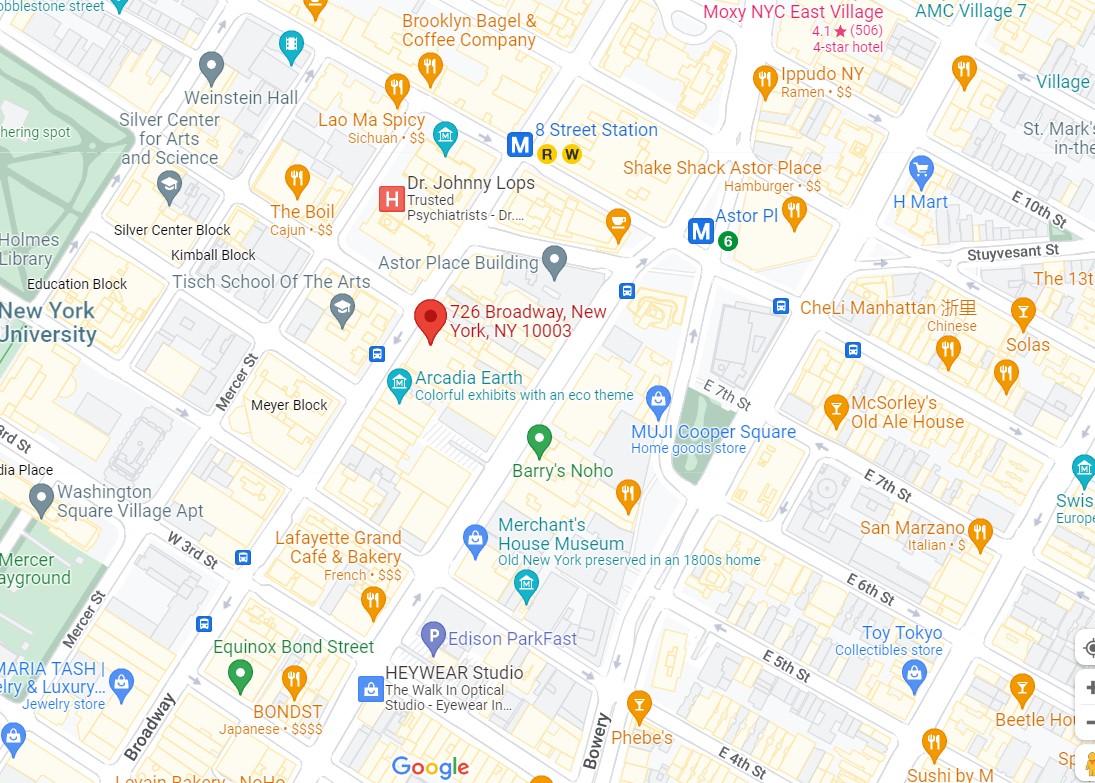 obblestone street
Brooklyn Bagel &
Coffee Company
Moxy NYC East Village
4.1 ★ (506)
4-star hotel
AMC Village 7
Weinstein Hall
Ippudo NY
Ramen • $$
Village
hering spot
Silver Center
for Arts
and Science
Lao Ma Spicy
Sichuan • $$
M
8 Street Station
R W
St. Mark's
in-the
Shake Shack Astor Place
Hamburger • $$
H
Dr. Johnny Lops
Trusted
Psychiatrists - Dr....
H Mart
E 10th St
The Boil
Cajun • $$
M
Astor Pl
6
Silver Center Block
Holmes
Library
Kimball Block
Stuyvesant St
Astor Place Building
Education Block
Tisch School Of The Arts
The 13t
New York
University
726 Broadway, New
York, NY 10003
CheLi Manhattan 浙里
Chinese
Solas
Mercer St
Arcadia Earth
Colorful exhibits with an eco theme
E 7th St
Meyer Block
McSorley's
Old Ale House
MUJI Cooper Square
Home goods store
3rd St
dia Place
Barry's Noho
E 7th St
Washington
Square Village Apt
Swis
Europe
San Marzano
Italian • $
W 3rd St
Lafayette Grand
Café & Bakery
French • $$$
Merchant's
House Museum
Old New York preserved in an 1800s home
Mercer
ayground
E 6th St
Mercer St
P
Edison ParkFast
Toy Tokyo
Collectibles store
Equinox Bond Street
MARIA TASH |
elry & Luxury...
Jewelry store
HEYWEAR Studio
The Walk In Optical
Studio - Eyewear In...
E 5th St
BONDST
Japanese • $$$$
Broadway
Bowery
Phebe's
Beetle Hou
E 4th St
Google
Levain Bakery - NoHo
Sushi by M
Sp